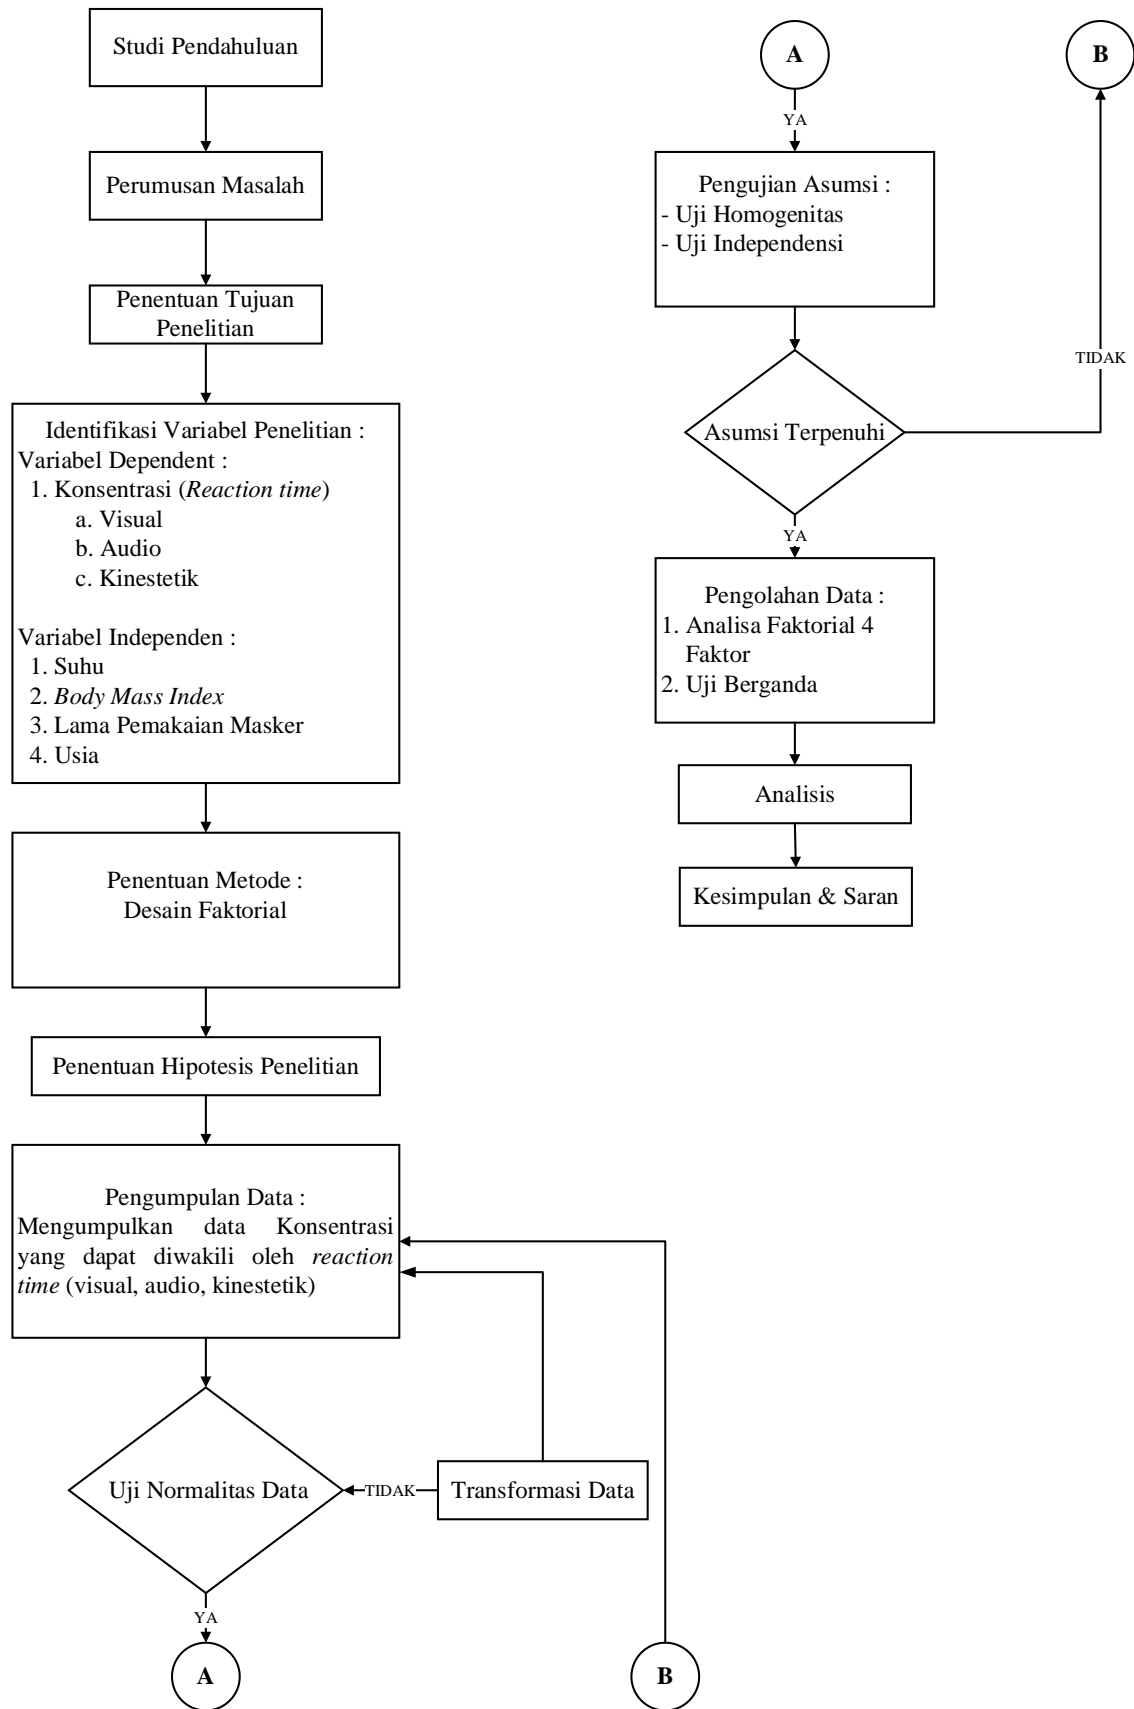 Studi Pendahuluan
Perumusan Masalah
Penentuan Tujuan
Penelitian
Identifikasi Variabel Penelitian :
Variabel Dependent :
1. Konsentrasi (Reaction time)
a. Visual
b. Audio
c. Kinestetik
Variabel Independen :
1. Suhu
2. Body Mass Index
3. Lama Pemakaian Masker
4. Usia
Penentuan Metode :
Desain Faktorial
Penentuan Hipotesis Penelitian
Pengumpulan Data :
Mengumpulkan data Konsentrasi
yang dapat diwakili oleh reaction
time (visual, audio, kinestetik)
Uji Normalitas Data
TIDAK
Transformasi Data
YA
A
B
A
B
YA
Pengujian Asumsi :
- Uji Homogenitas
- Uji Independensi
TIDAK
Asumsi Terpenuhi
YA
Pengolahan Data :
1. Analisa Faktorial 4
Faktor
2. Uji Berganda
Analisis
Kesimpulan & Saran